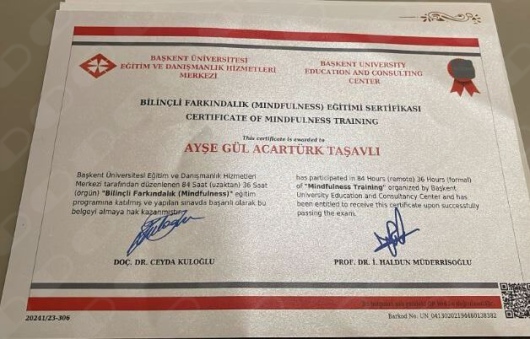 BAŞKENT ÜNİVERSİTESİ
EĞİTİM VE DANIŞMANLIK HİZMETLERİ
MERKEZİ
BAŞKENT UNIVERSITY
EDUCATION AND CONSULTING
CENTER
BİLİNÇLİ FARKINDALIK (MINDFULNESS) EĞİTİMİ SERTİFİKASI
CERTIFICATE OF MINDFULNESS TRAINING
This certificate is awarded to
AYŞE GÜL ACARTÜRK TAŞAVLI
Başkent Üniversitesi Eğitim ve Danışmanlık Hizmetleri
Merkezi tarafından düzenlenen 84 Saat (uzaktan) 36 Saat
(örgün) "Bilinçli Farkındalık (Mindfulness)" eğitim
programına katılmış ve yapılan sınavda başarılı olarak bu
belgeyi almaya hak kazanmıştır.
has participated in 84 Hours (remote) 36 Hours (formal)
of "Mindfulness Training" organized by Başkent
University Education and Consultancy Center and has
been entitled to receive this certificate upon successfully
passing the exam.
DOÇ. DR. CEYDA KULOĞLU
PROF. DR. İ. HALDUN MÜDERRİSOĞLU
20241/23-306
Barkod No: